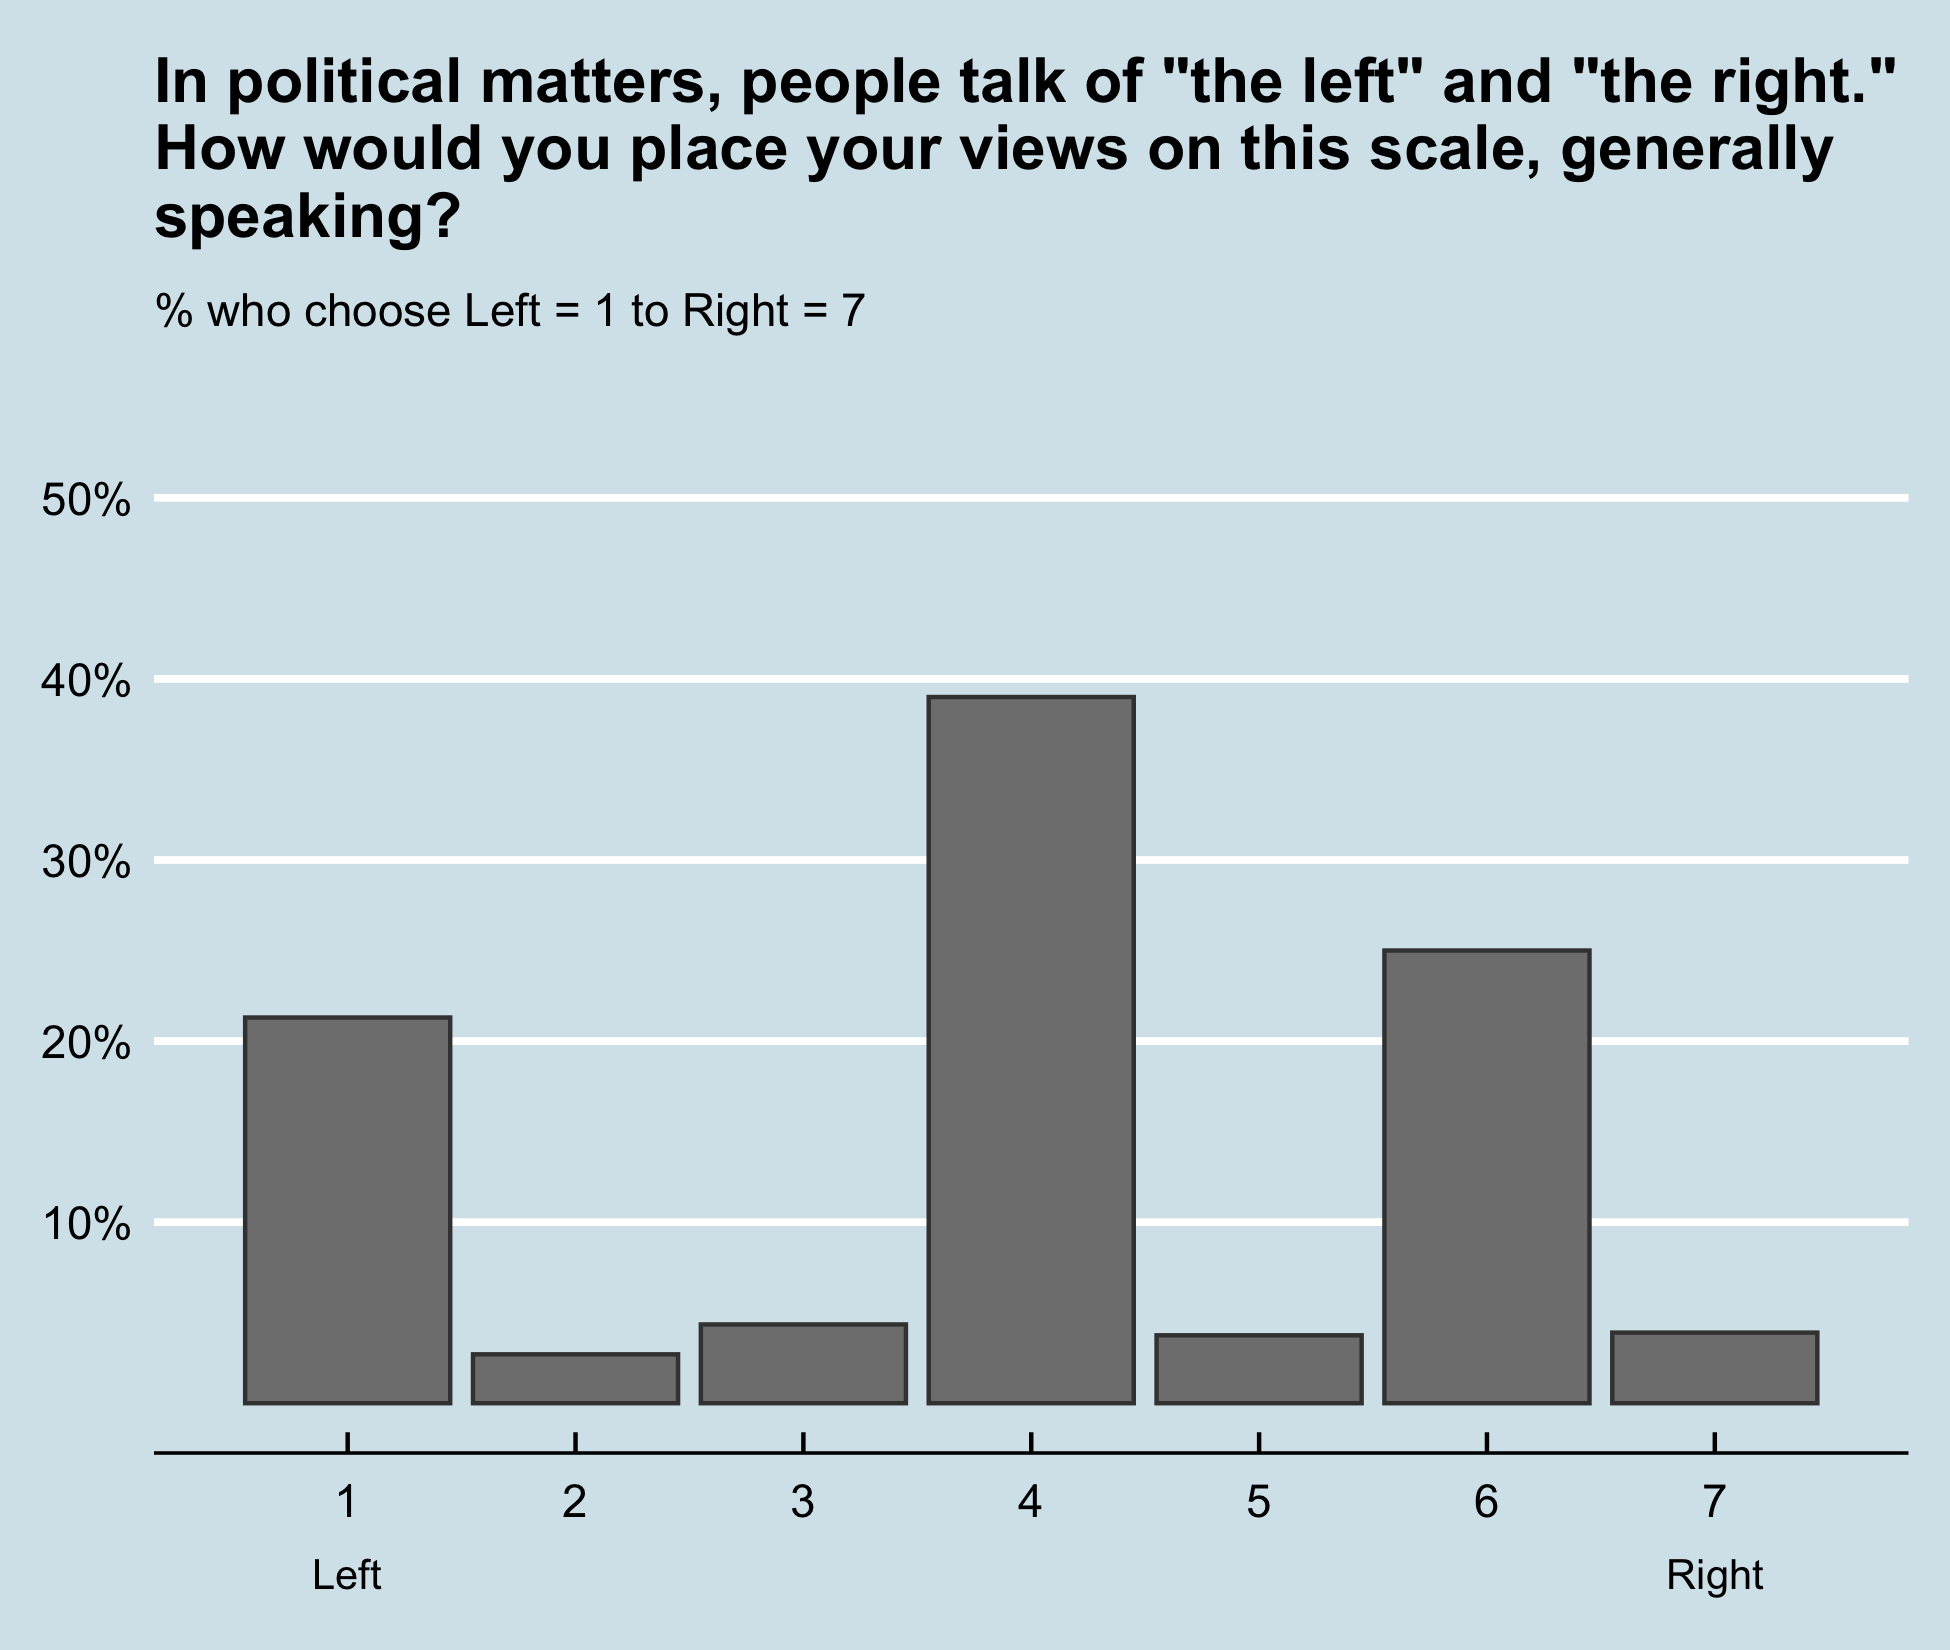 In political matters, people talk of "the left" and "the right."
How would you place your views on this scale, generally
speaking?
% who choose Left = 1 to Right = 7
50%
40%
30%
20%
10%
1 2 3 4 5 6 7
Left Right